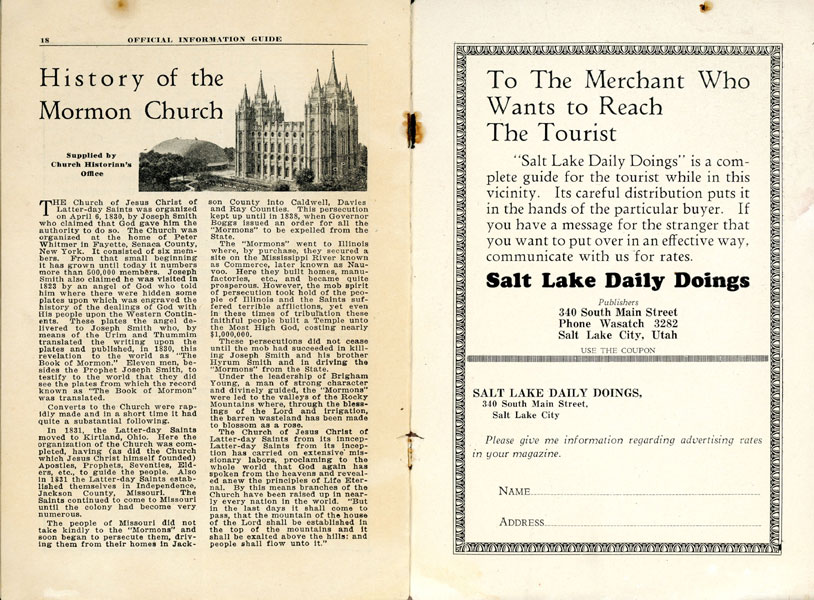 18
OFFICIAL INFORMATION GUIDE
History of the
Mormon Church
Supplied by
Church Historian's
Office
THE Church of Jesus Christ of
Latter-day Saints was organized
on April 6, 1830, by Joseph Smith
who claimed that God gave him the
authority to do so. The Church was
organized at the home of Peter
Whitmer in Fayette, Seneca County,
New York. It consisted of six mem-
bers. From that small beginning
it has grown until today it numbers
more than 500,000 members. Joseph
Smith also claimed he was visited in
1823 by an angel of God who told
him where there were hidden some
plates upon which was engraved the
history of the dealings of God with
His people upon the Western Contin-
ents. These plates the angel de-
livered to Joseph Smith who, by
means of the Urim and Thummim
translated the writing upon the
plates and published, in 1830, this
revelation to the world as "The
Book of Mormon." Eleven men, be-
sides the Prophet Joseph Smith, to
testify to the world that they did
see the plates from which the record
known as "The Book of Mormon"
was translated.
Converts to the Church were rap-
idly made and in a short time it had
quite a substantial following.
In 1831, the Latter-day Saints
moved to Kirtland, Ohio. Here the
organization of the Church was com-
pleted, having (as did the Church
which Jesus Christ himself founded)
Apostles, Prophets, Seventies, Eld-
ers, etc., to guide the people. Also
in 1831 the Latter-day Saints estab-
lished themselves in Independence,
Jackson County, Missouri. The
Saints continued to come to Missouri
until the colony had become very
numerous.
The people of Missouri did not
take kindly to the "Mormons" and
soon began to persecute them, driv-
ing them from their homes in Jack-
son County into Caldwell, Davies
and Ray Counties. This persecution
kept up until in 1838, when Governor
Boggs issued an order for all the
"Mormons" to be expelled from the
State.
The "Mormons" went to Illinois
where, by purchase, they secured a
site on the Mississippi River known
as Commerce, later known as Nau-
voo. Here they built homes, manu-
factories, etc., and became quite
prosperous. However, the mob spirit
of persecution took hold of the peo-
ple of Illinois and the Saints suf-
fered terrible afflictions, yet even
in these times of tribulation these
faithful people built a Temple unto
the Most High God, costing nearly
$1,000,000.
These persecutions did not cease
until the mob had succeeded in kill-
ing Joseph Smith and his brother
Hyrum Smith and in driving the
"Mormons" from the State.
Under the leadership of Brigham
Young, a man of strong character
and divinely guided, the "Mormons"
were led to the valleys of the Rocky
Mountains where, through the bless-
ings of the Lord and irrigation,
the barren wasteland has been made
to blossom as a rose.
The Church of Jesus Christ of
Latter-day Saints from its incep-
Latter-day Saints from its incep-
tion has carried on extensive mis-
sionary labors, proclaming to the
whole world that God again has
spoken from the heavens and reveal-
ed anew the principles of Life Eter-
nal. By this means branches of the
Church have been raised up in near-
ly every nation in the world. "But
in the last days it shall come to
pass, that the mountain of the house
of the Lord shall be established in
the top of the mountains and it
shall be exalted above the hills; and
people shall flow unto it."
To The Merchant Who
Wants to Reach
The Tourist
"Salt Lake Daily Doings" is a com-
plete guide for the tourist while in this
vicinity. Its careful distribution puts it
in the hands of the particular buyer. If
you have a message for the stranger that
you want to put over in an effective way,
communicate with us for rates.
Salt Lake Daily Doings
Publishers
340 South Main Street
Phone Wasatch 3282
Salt Lake City, Utah
USE THE COUPON
SALT LAKE DAILY DOINGS,
340 South Main Street,
Salt Lake City
Please give me information regarding advertising rates
in your magazine.
NAME
ADDRESS